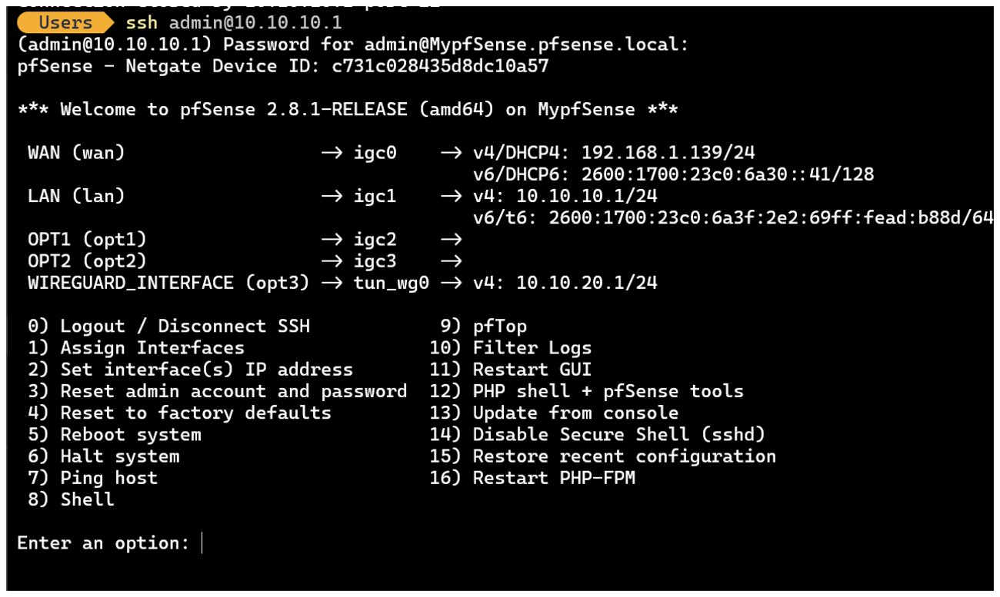 Users ssh admin@10.10.10.1
(admin@10.10.10.1) Password for admin@MypfSense.pfsense.local:
pfSense - Netgate Device ID: c731c028435d8dc10a57
*** Welcome to pfSense 2.8.1-RELEASE (amd64) on MypfSense ***
WAN (wan) -> igc0 -> v4/DHCP4: 192.168.1.139/24
v6/DHCP6: 2600:1700:23c0:6a30::41/128
LAN (lan) -> igc1 -> v4: 10.10.10.1/24
v6/t6: 2600:1700:23c0:6a3f:2e2:69ff:fead:b88d/64
OPT1 (opt1) -> igc2 ->
OPT2 (opt2) -> igc3 ->
WIREGUARD_INTERFACE (opt3) -> tun_wg0 -> v4: 10.10.20.1/24
0) Logout / Disconnect SSH 9) pfTop
1) Assign Interfaces 10) Filter Logs
2) Set interface(s) IP address 11) Restart GUI
3) Reset admin account and password 12) PHP shell + pfSense tools
4) Reset to factory defaults 13) Update from console
5) Reboot system 14) Disable Secure Shell (sshd)
6) Halt system 15) Restore recent configuration
7) Ping host 16) Restart PHP-FPM
8) Shell
Enter an option: